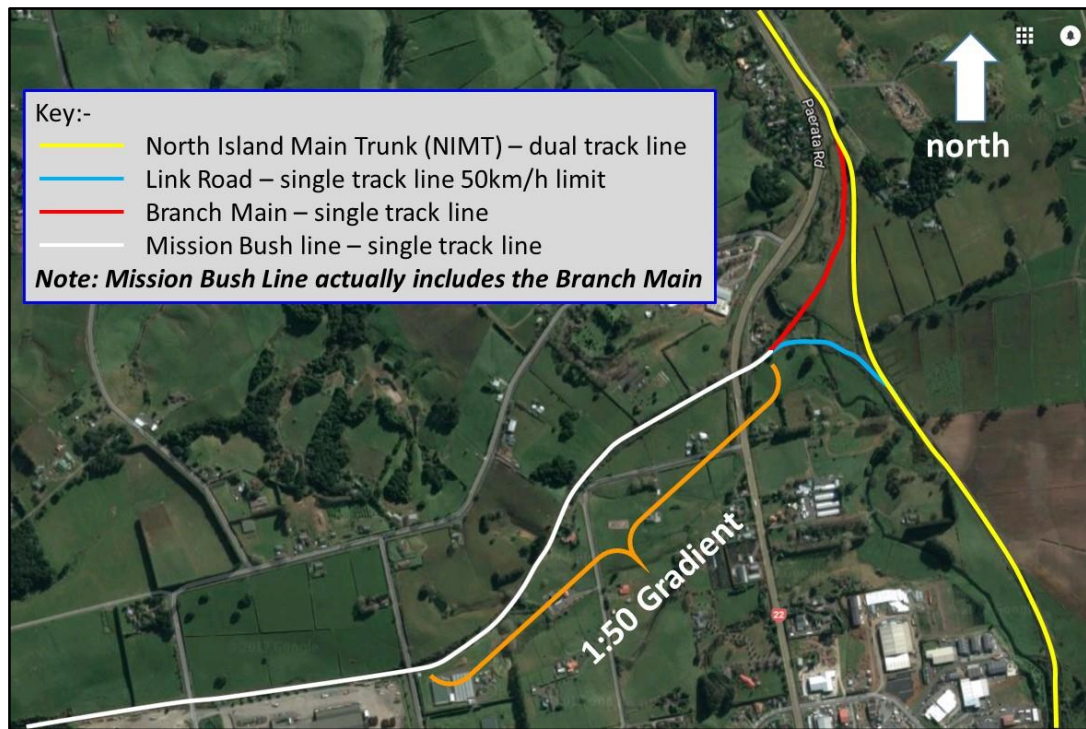 Key:-
North Island Main Trunk (NIMT) – dual track line
Link Road – single track line 50km/h limit
Branch Main – single track line
Mission Bush line – single track line
Note: Mission Bush Line actually includes the Branch Main
north
Paerata Rd
1:50 Gradient
22